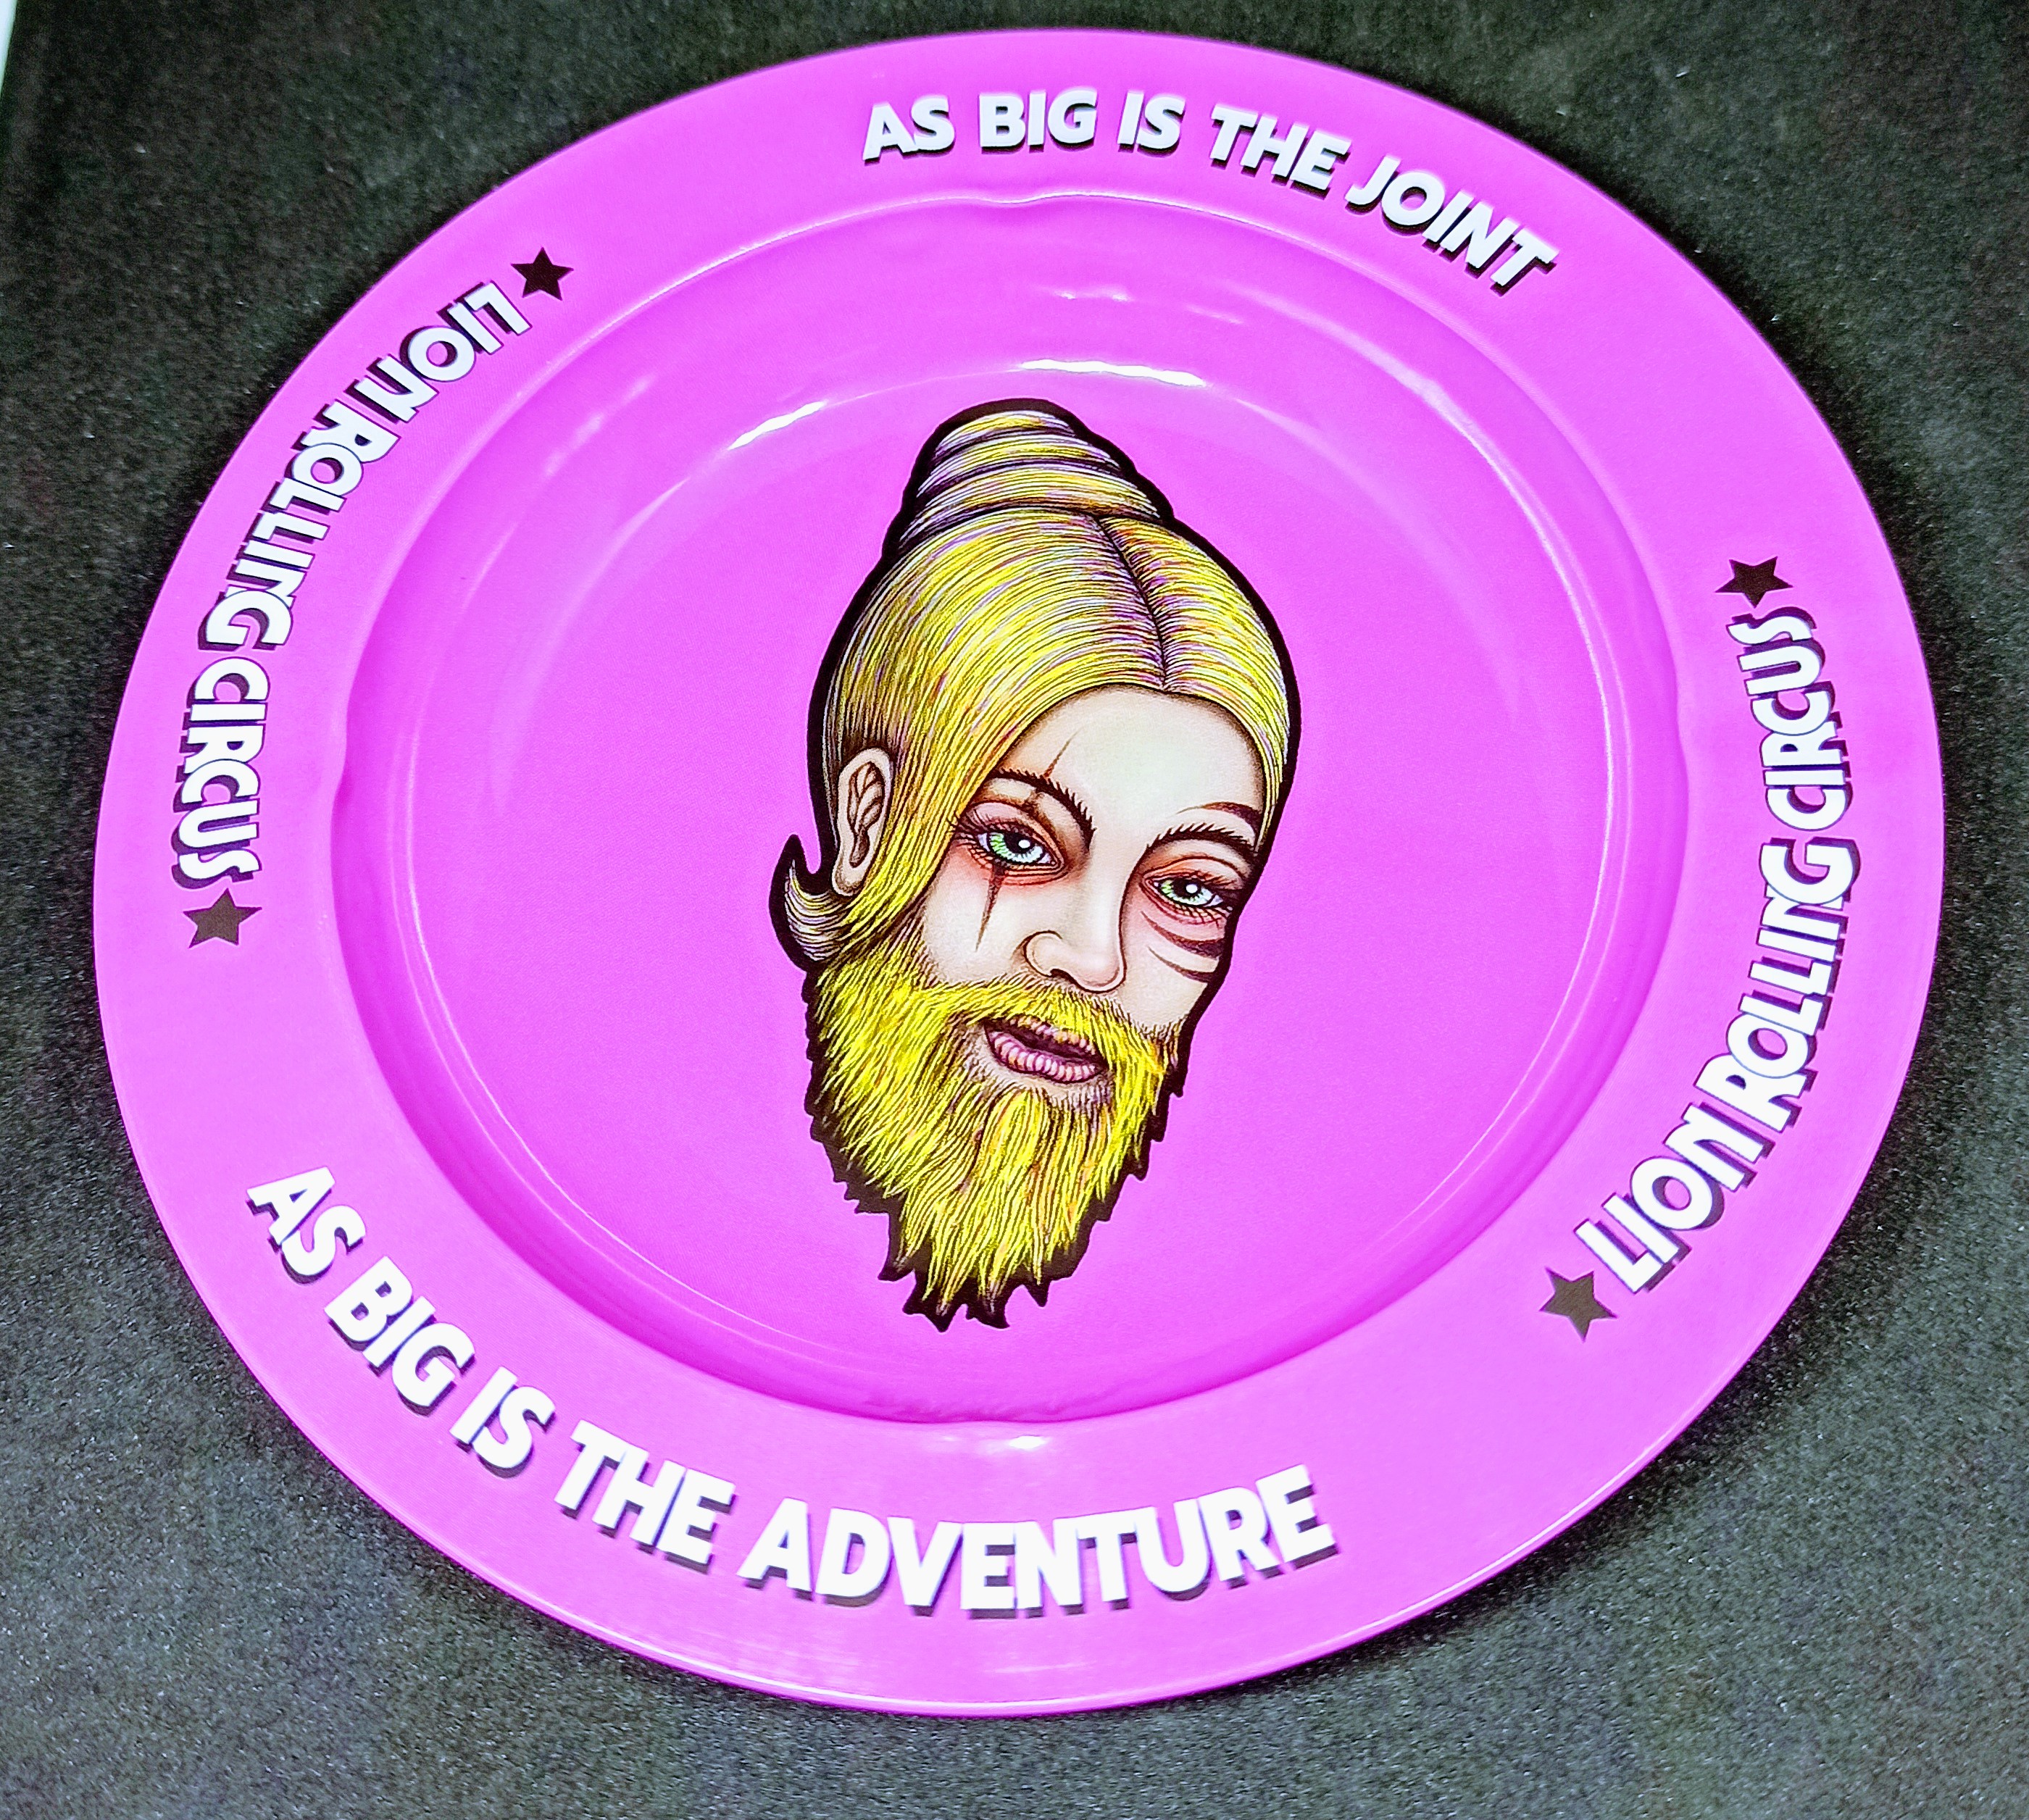 AS BIG IS THE JOINT
LION ROLLING CIRCUS
LION ROLLING CIRCUS
AS BIG IS THE ADVENTURE